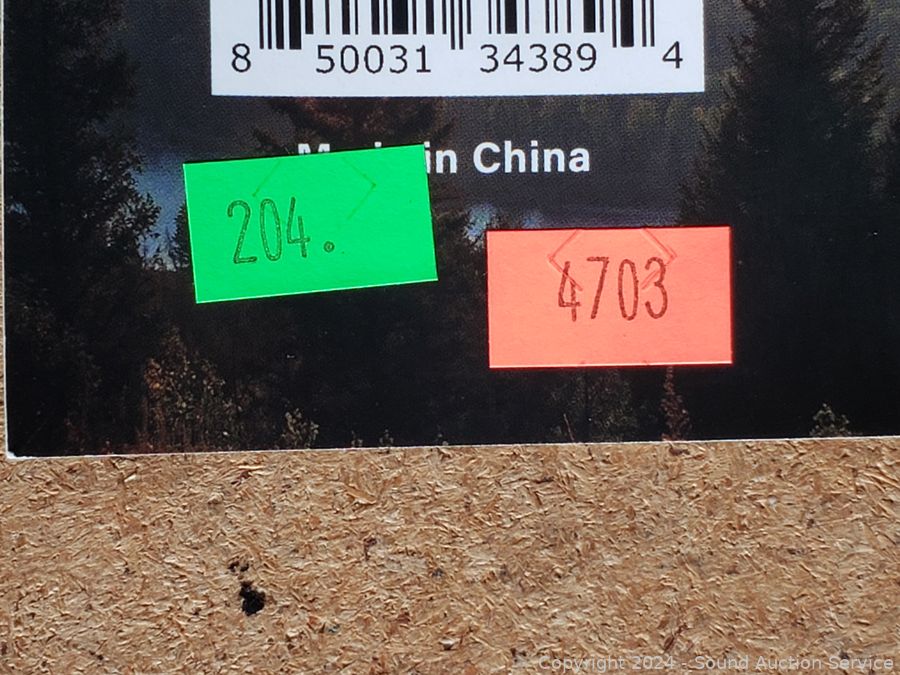 8 50031 34389 4
in China
204.
4703
Copyright 2024 - Sound Auction Service